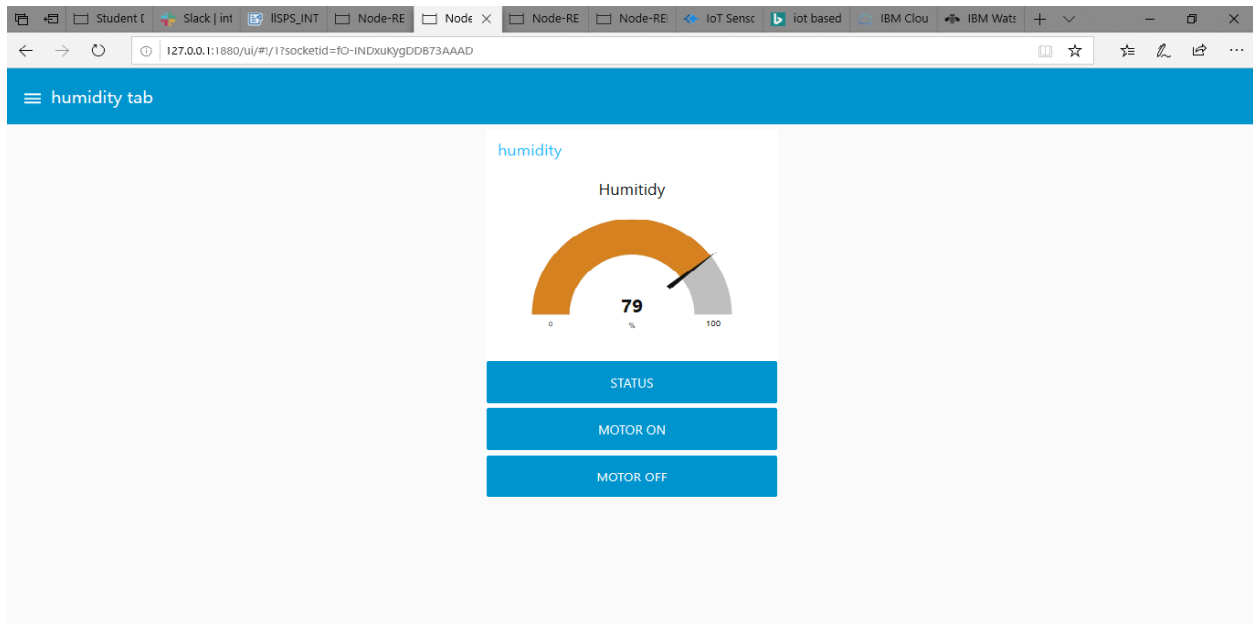 Student D
Slack | int
IISPS_INT
Node-RE
Node
Node-RE
Node-RE
IoT Sensc
iot based
IBM Clou
IBM Wats
127.0.0.1:1880/ui/#!/1?socketid=fO-INDxuKygDDB73AAAD
humidity tab
humidity
Humitidy
79
0
%
100
STATUS
MOTOR ON
MOTOR OFF